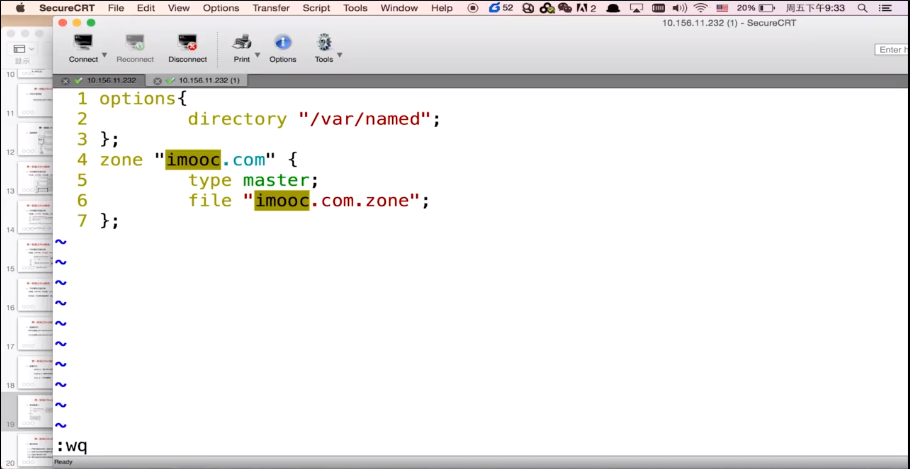 SecureCRT File Edit View Options Transfer Script Tools Window Help 52 2 20% 周五下午9:33
10.156.11.232 (1) - SecureCRT
Connect Reconnect Disconnect Print Options Tools
Enter h
10.156.11.232 10.156.11.232 (1)
1 options{
2 directory "/var/named";
3 };
4 zone "imooc.com" {
5 type master;
6 file "imooc.com.zone";
7 };
~
~
~
~
~
~
~
~
~
~
:wq
Ready
10
11
12
13
14
15
16
17
18
19
20